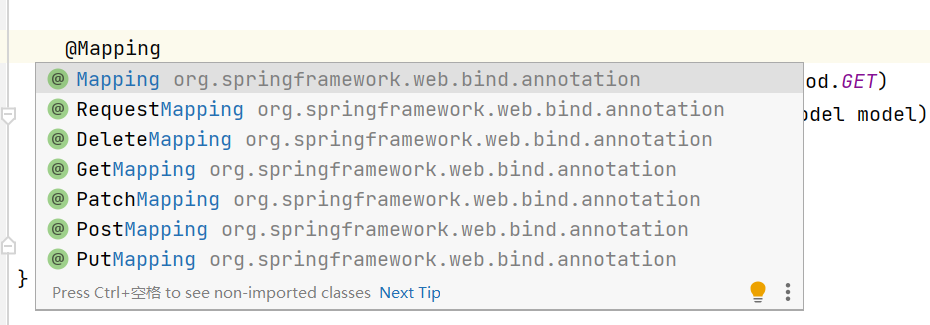 @Mapping
@ Mapping org.springframework.web.bind.annotation
od.GET)
@ RequestMapping org.springframework.web.bind.annotation
odel model)
@ DeleteMapping org.springframework.web.bind.annotation
@ GetMapping org.springframework.web.bind.annotation
@ PatchMapping org.springframework.web.bind.annotation
@ PostMapping org.springframework.web.bind.annotation
@ PutMapping org.springframework.web.bind.annotation
}
Press Ctrl+空格 to see non-imported classes Next Tip